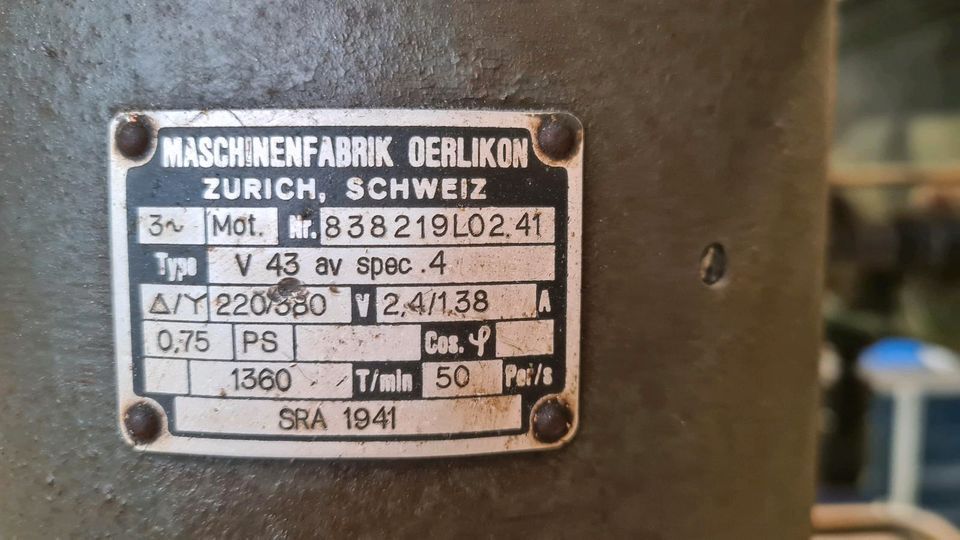 MASCHINENFABRIK OERLIKON
ZURICH, SCHWEIZ
3~ Mot. Nr. 838219L02.41
Type V 43 av spec.4
Δ/Y 220/380 V 2,4/1,38 A
0,75 PS Cos. φ
1360 T/min 50 Per/s
SRA 1941